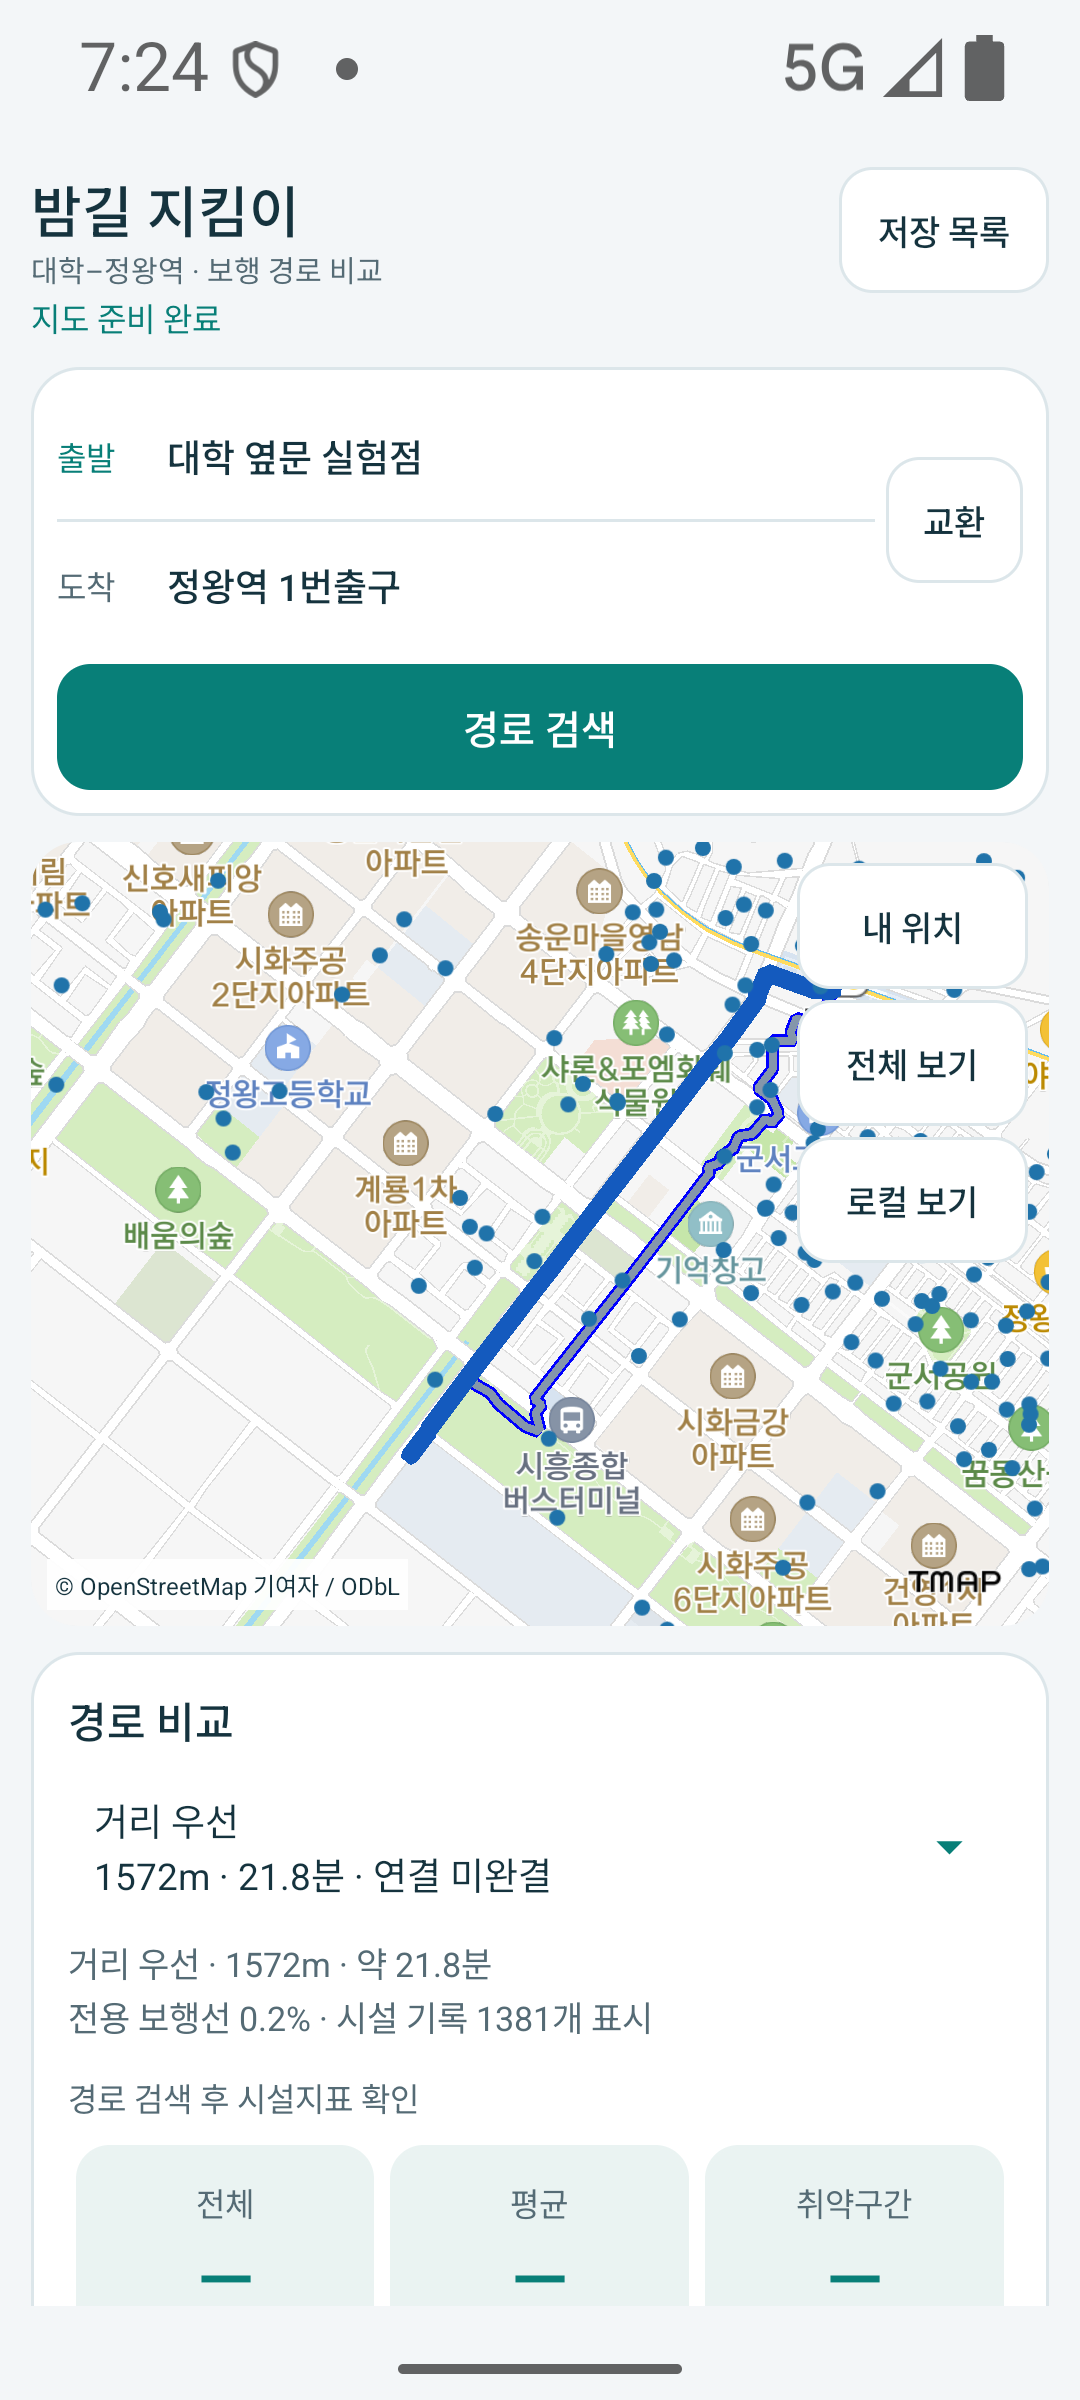 7:24
5G
밤길 지킴이
저장 목록
대학–정왕역 · 보행 경로 비교
지도 준비 완료
출발 대학 옆문 실험점
교환
도착 정왕역 1번출구
경로 검색
아파트
신호새피앙
아파트
시화주공
2단지아파트
송운마을영남
4단지아파트
내 위치
전체 보기
로컬 보기
정왕고등학교
샤론&포엠화훼
식물원
계룡1차
아파트
배움의숲
기억창고
군서공원
시화금강
아파트
시흥종합
버스터미널
시화주공
6단지아파트
TMAP
아파트
© OpenStreetMap 기여자 / ODbL
경로 비교
거리 우선
1572m · 21.8분 · 연결 미완결
거리 우선 · 1572m · 약 21.8분
전용 보행선 0.2% · 시설 기록 1381개 표시
경로 검색 후 시설지표 확인
전체 평균 취약구간
— — —